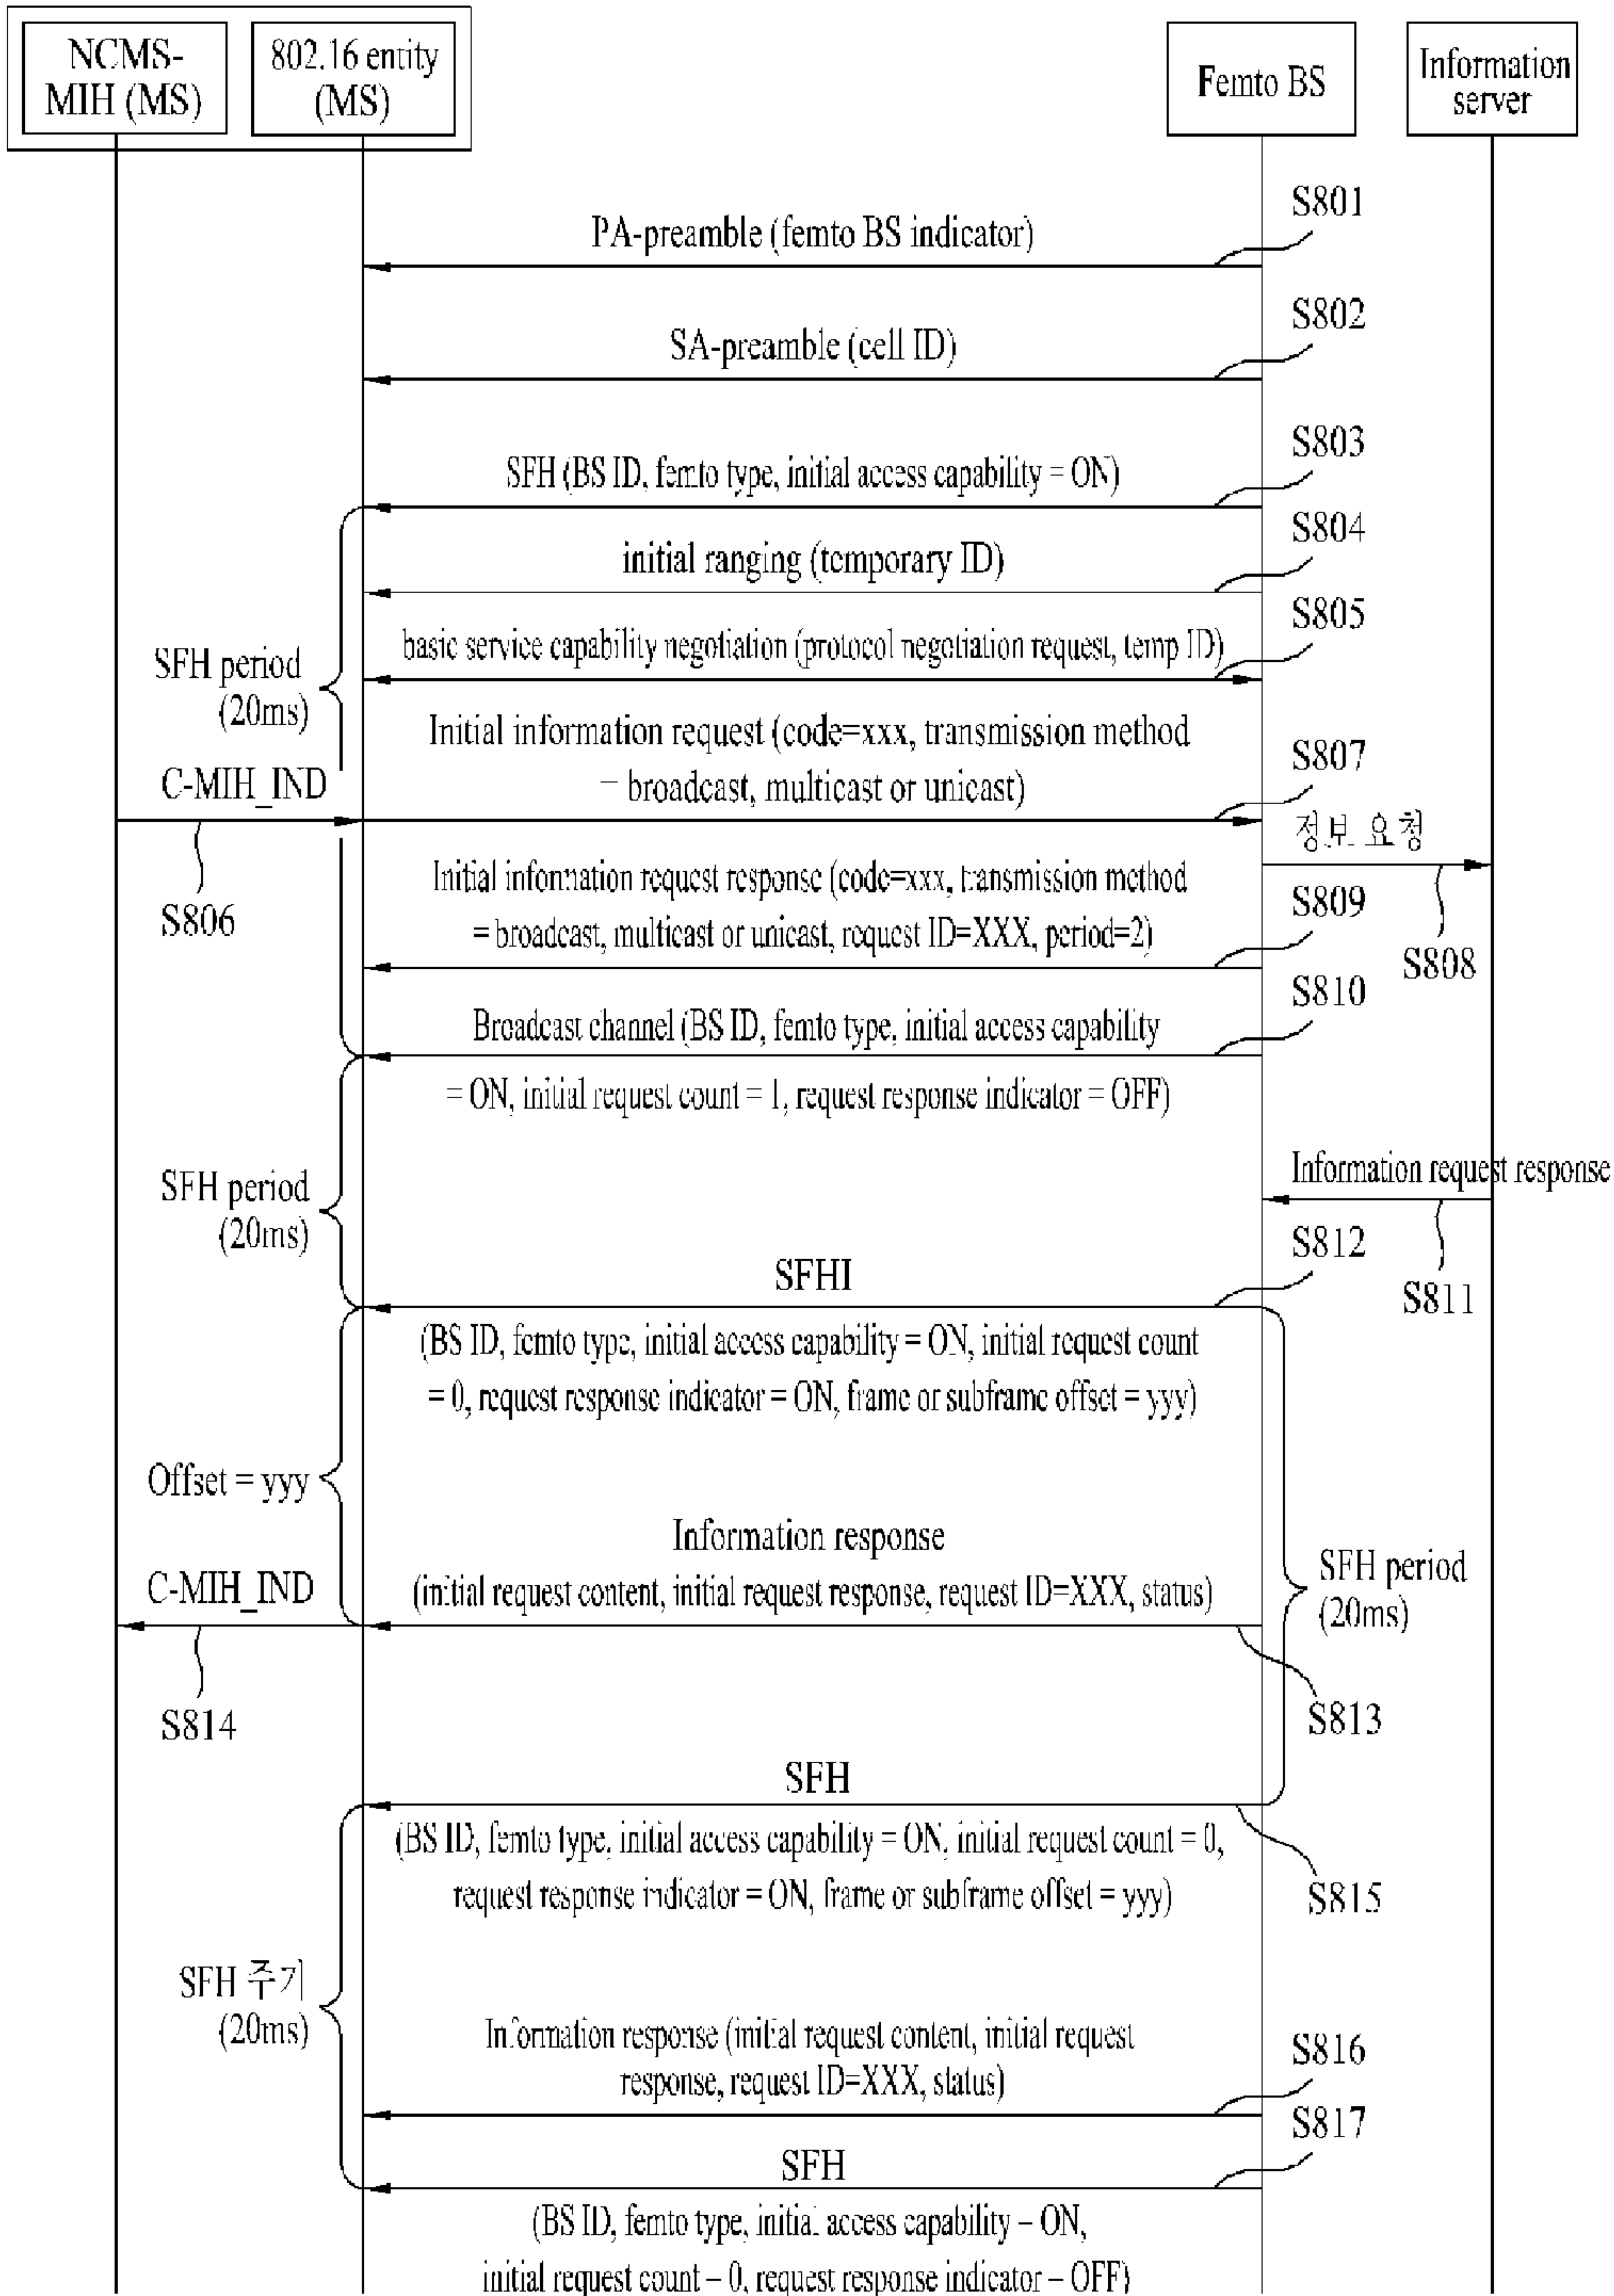 NCMS-
MIH (MS)
802.16 entity
(MS)
Femto BS
Information
server
S801
PA-preamble (femto BS indicator)
S802
SA-preamble (cell ID)
S803
SFH (BS ID, femto type, initial access capability = ON)
S804
initial ranging (temporary ID)
S805
basic service capability negotiation (protocol negotiation request, temp ID)
SFH period
(20ms)
Initial information request (code=xxx, transmission method
= broadcast, multicast or unicast)
S807
C-MIH_IND
정보 요청
S806
Initial information request response (code=xxx, transmission method
= broadcast, multicast or unicast, request ID=XXX, period=2)
S809
S808
S810
Broadcast channel (BS ID, femto type, initial access capability
= ON, initial request count = 1, request response indicator = OFF)
Information request response
SFH period
(20ms)
S812
SFHI
S811
(BS ID, femto type, initial access capability = ON, initial request count
= 0, request response indicator = ON, frame or subframe offset = yyy)
Offset = yyy
Information response
(initial request content, initial request response, request ID=XXX, status)
SFH period
(20ms)
C-MIH_IND
S814
S813
SFH
(BS ID, femto type, initial access capability = ON, initial request count = 0,
request response indicator = ON, frame or subframe offset = yyy)
S815
SFH 주기
(20ms)
Information response (initial request content, initial request
response, request ID=XXX, status)
S816
S817
SFH
(BS ID, femto type, initial access capability – ON,
initial request count – 0, request response indicator – OFF)